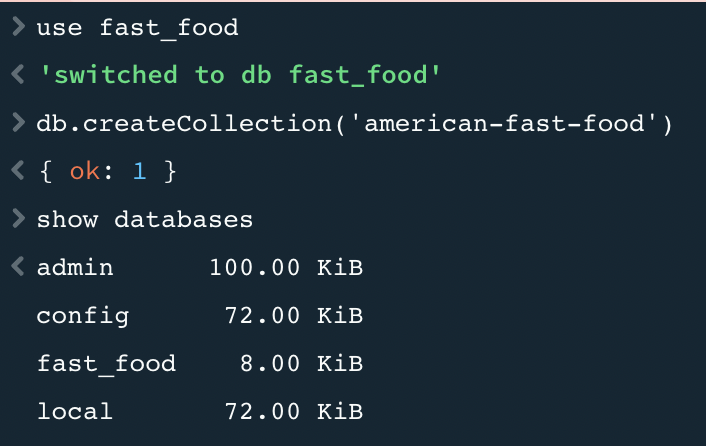 > use fast_food
< 'switched to db fast_food'
> db.createCollection('american-fast-food')
< { ok: 1 }
> show databases
< admin      100.00 KiB
config      72.00 KiB
fast_food    8.00 KiB
local       72.00 KiB